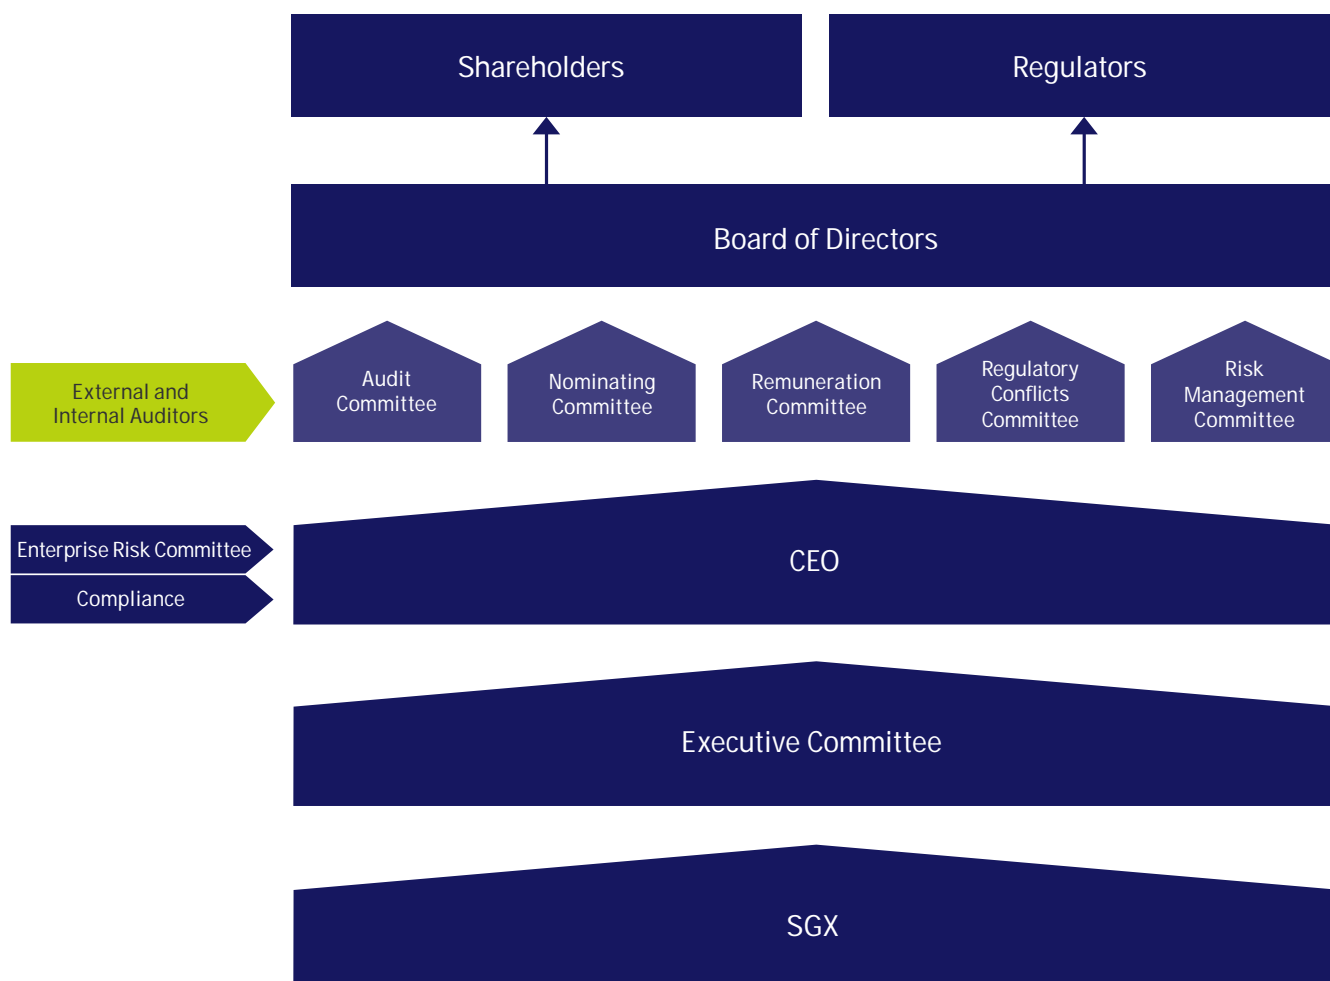 Shareholders
Regulators
Board of Directors
External and
Internal Auditors
Audit
Committee
Nominating
Committee
Remuneration
Committee
Regulatory
Conflicts
Committee
Risk
Management
Committee
Enterprise Risk Committee
Compliance
CEO
Executive Committee
SGX